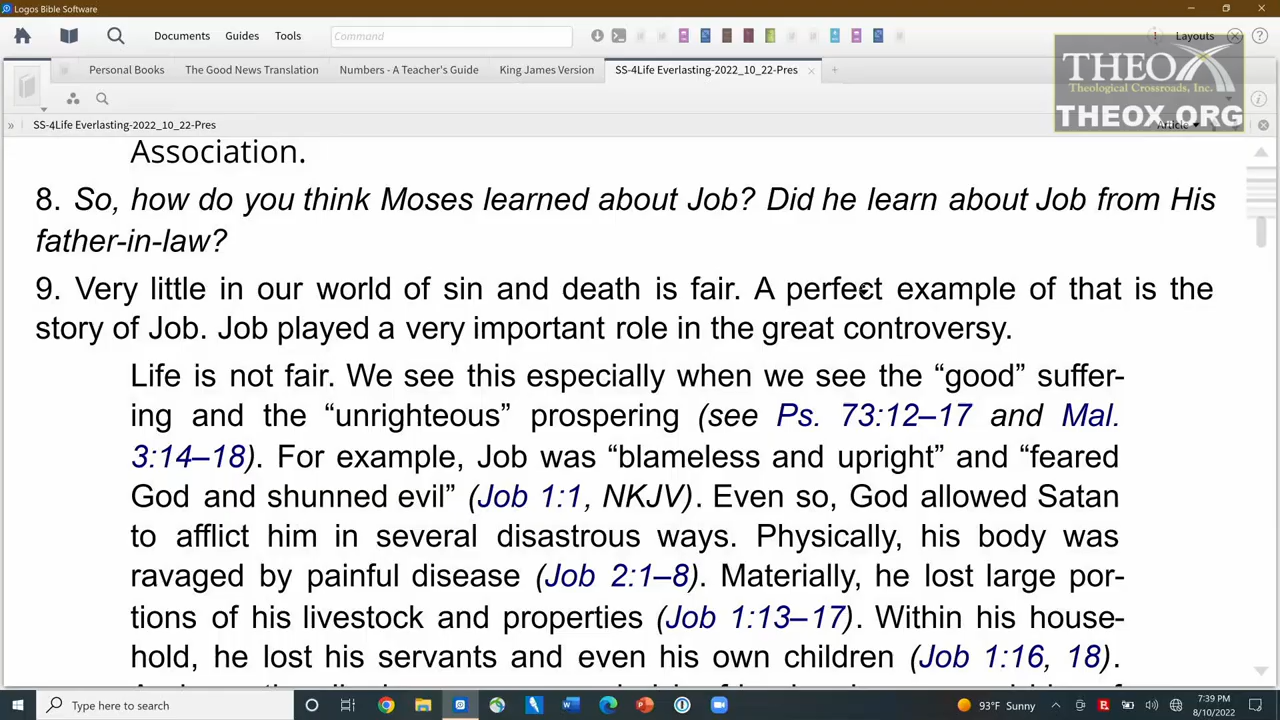 Logos Bible Software
Documents Guides Tools Command Layouts
Personal Books The Good News Translation Numbers - A Teacher's Guide King James Version SS-4Life Everlasting-2022_10_22-Pres
THEOX
Theological Crossroads, Inc.
THEOX.ORG
SS-4Life Everlasting-2022_10_22-Pres Article
Association.
8. So, how do you think Moses learned about Job? Did he learn about Job from His
father-in-law?
9. Very little in our world of sin and death is fair. A perfect example of that is the
story of Job. Job played a very important role in the great controversy.
Life is not fair. We see this especially when we see the “good” suffer-
ing and the “unrighteous” prospering (see Ps. 73:12–17 and Mal.
3:14–18). For example, Job was “blameless and upright” and “feared
God and shunned evil” (Job 1:1, NKJV). Even so, God allowed Satan
to afflict him in several disastrous ways. Physically, his body was
ravaged by painful disease (Job 2:1–8). Materially, he lost large por-
tions of his livestock and properties (Job 1:13–17). Within his house-
hold, he lost his servants and even his own children (Job 1:16, 18).
Type here to search 93°F Sunny 7:39 PM
8/10/2022